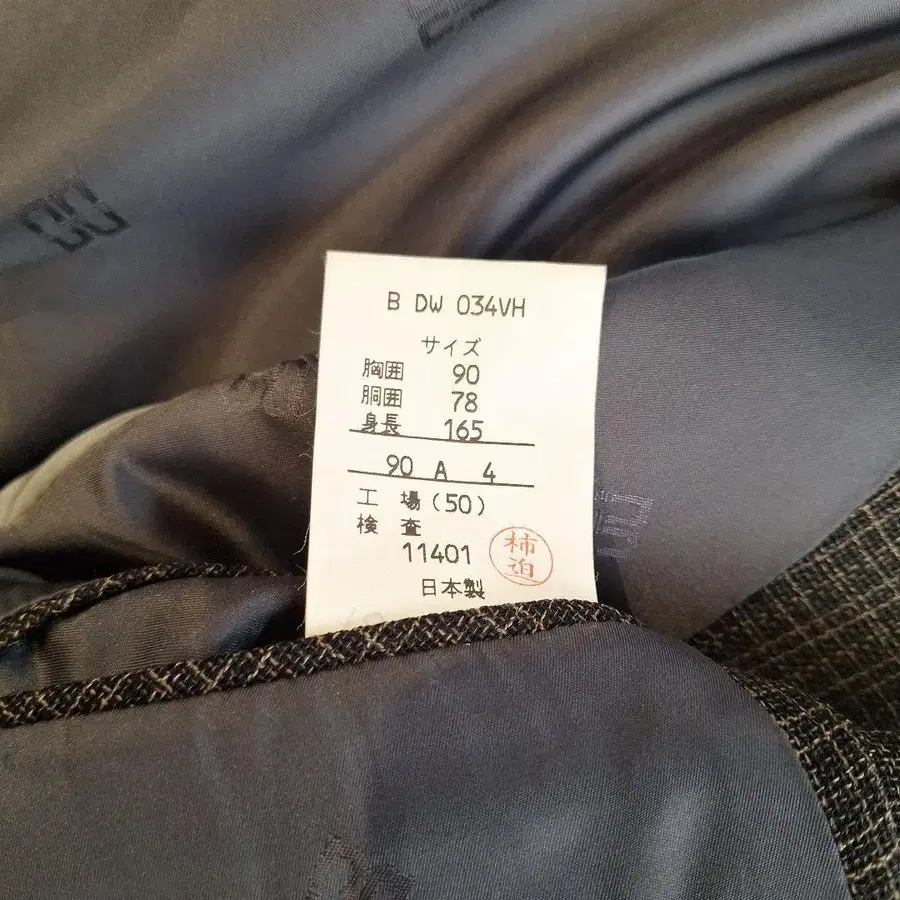 B DW 034VH
サイズ
胸囲 90
胴囲 78
身長 165
90 A 4
工 場(50)
検 査
11401
柿
迫
日本製